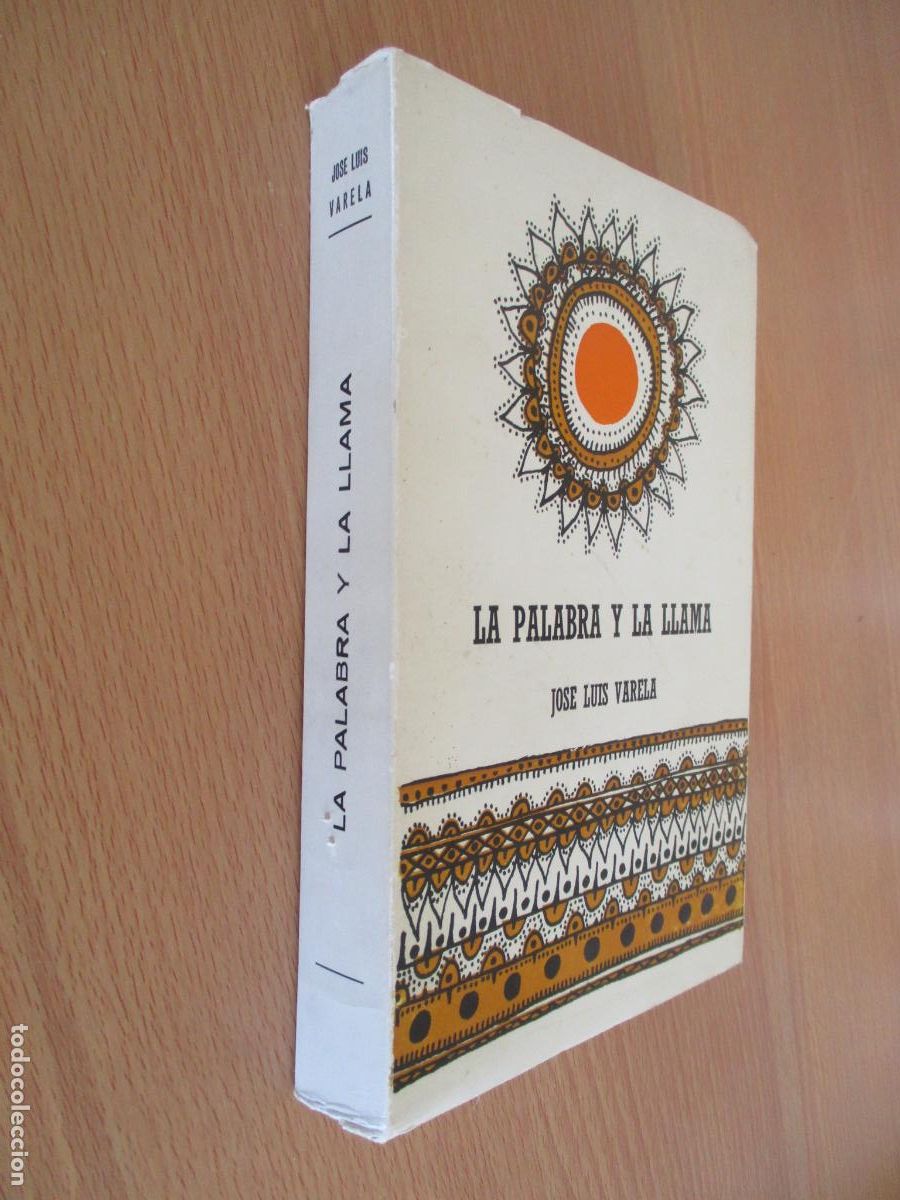 JOSE LUIS
VARELA
LA PALABRA Y LA LLAMA
LA PALABRA Y LA LLAMA
JOSE LUIS VARELA
todocoleccion